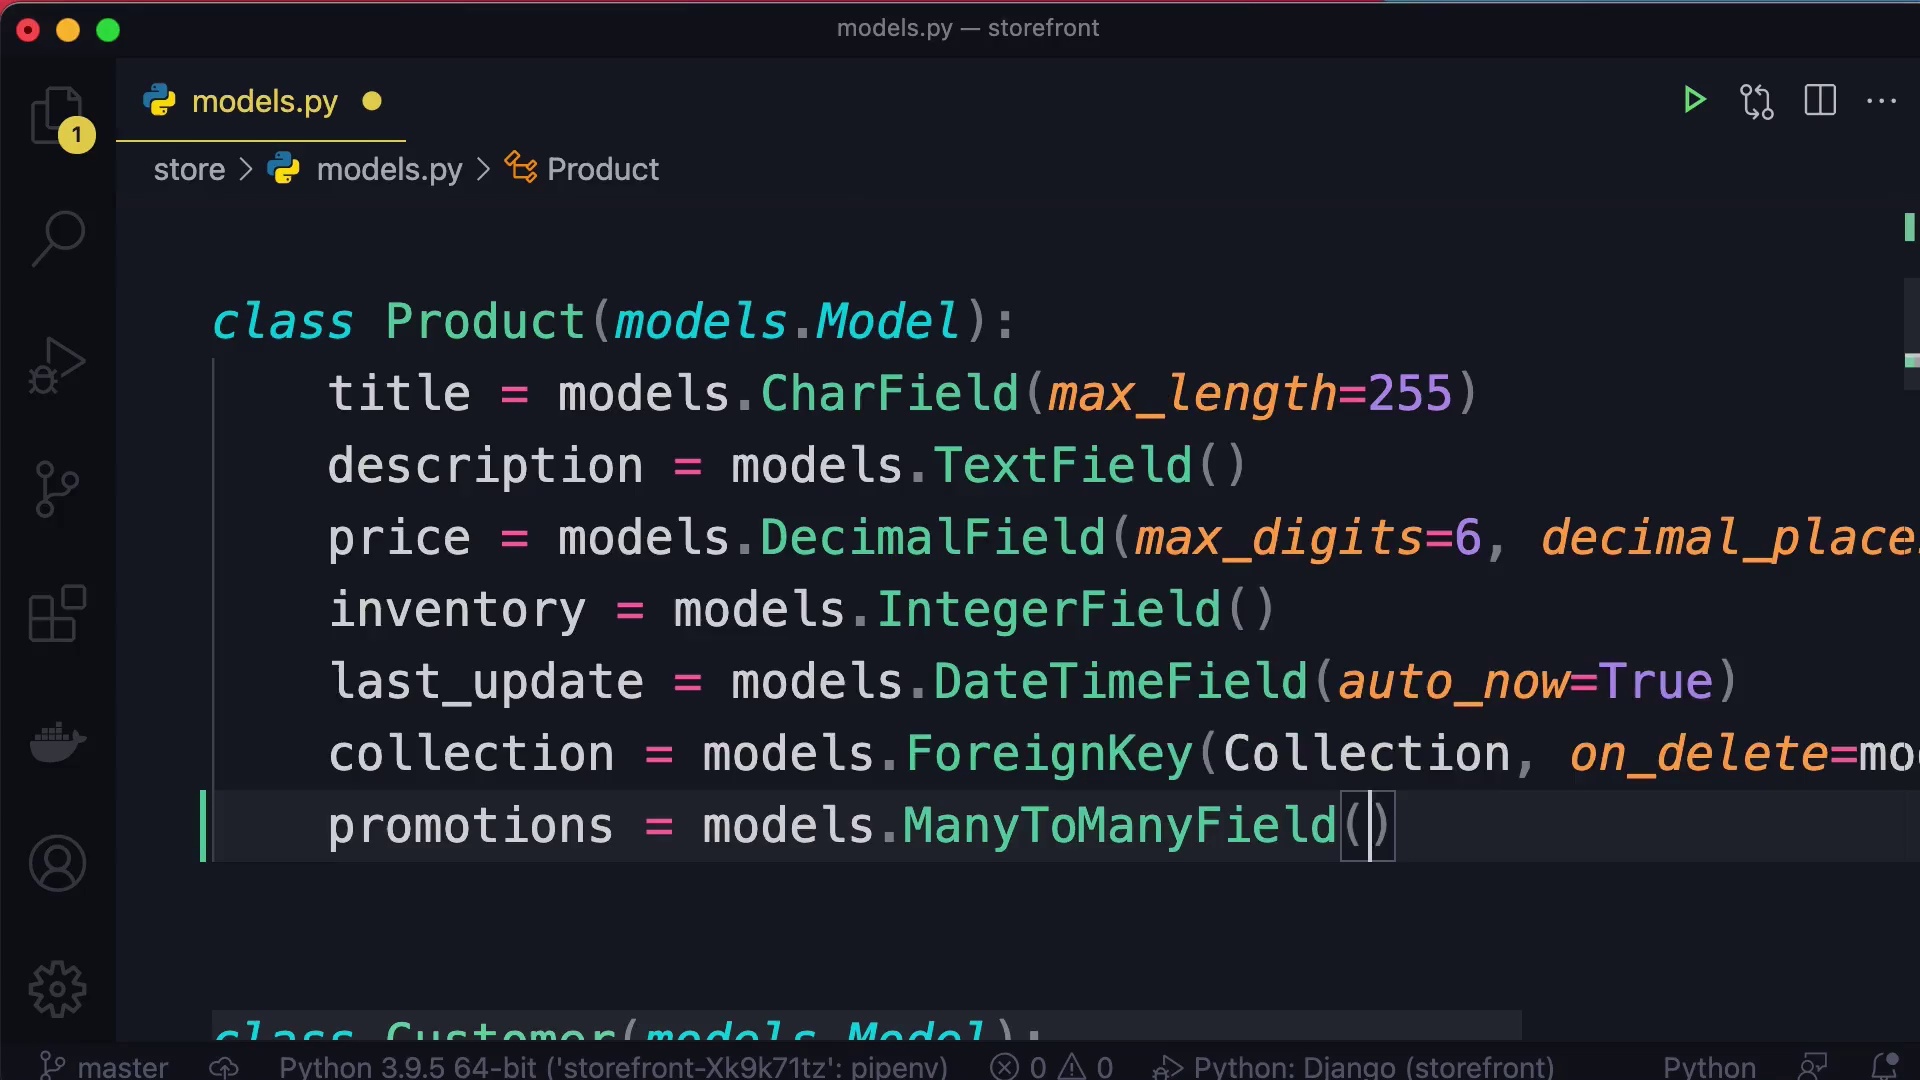 models.py — storefront
models.py
1
store > models.py > Product
class Product(models.Model):
title = models.CharField(max_length=255)
description = models.TextField()
price = models.DecimalField(max_digits=6, decimal_place
inventory = models.IntegerField()
last_update = models.DateTimeField(auto_now=True)
collection = models.ForeignKey(Collection, on_delete=mo
promotions = models.ManyToManyField()
class Customer(models.Model):
master Python 3.9.5 64-bit ('storefront-Xk9k71tz': pipenv) 0 0 Python: Django (storefront) Python